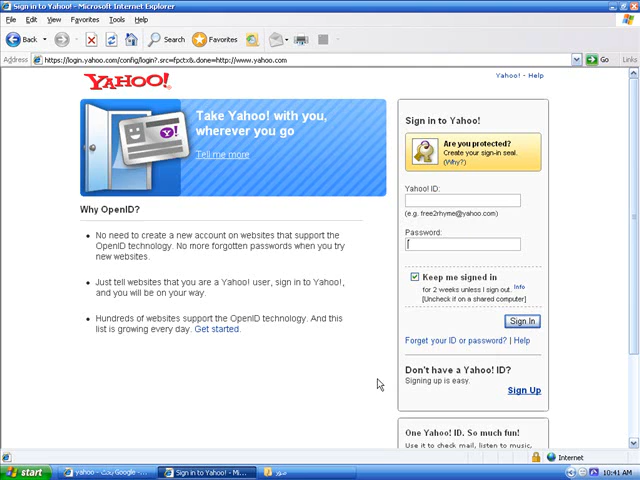 Sign in to Yahoo! - Microsoft Internet Explorer
File Edit View Favorites Tools Help
Back Search Favorites
Address https://login.yahoo.com/config/login?.src=fpctx&.done=http://www.yahoo.com Go Links
YAHOO!
Yahoo! - Help
Take Yahoo! with you,
wherever you go
Tell me more
Y!
Why OpenID?
No need to create a new account on websites that support the
OpenID technology. No more forgotten passwords when you try
new websites.
Just tell websites that you are a Yahoo! user, sign in to Yahoo!,
and you will be on your way.
Hundreds of websites support the OpenID technology. And this
list is growing every day. Get started.
Sign in to Yahoo!
Are you protected?
Create your sign-in seal.
(Why?)
Yahoo! ID:
(e.g. free2rhyme@yahoo.com)
Password:
Keep me signed in
for 2 weeks unless I sign out. Info
[Uncheck it on a shared computer]
Sign In
Forget your ID or password? | Help
Don't have a Yahoo! ID?
Signing up is easy.
Sign Up
One Yahoo! ID. So much fun!
Use it to check mail, listen to music,
Internet
start
yahoo - بحث Google -...
Sign in to Yahoo! - Mi...
صور
10:41 AM